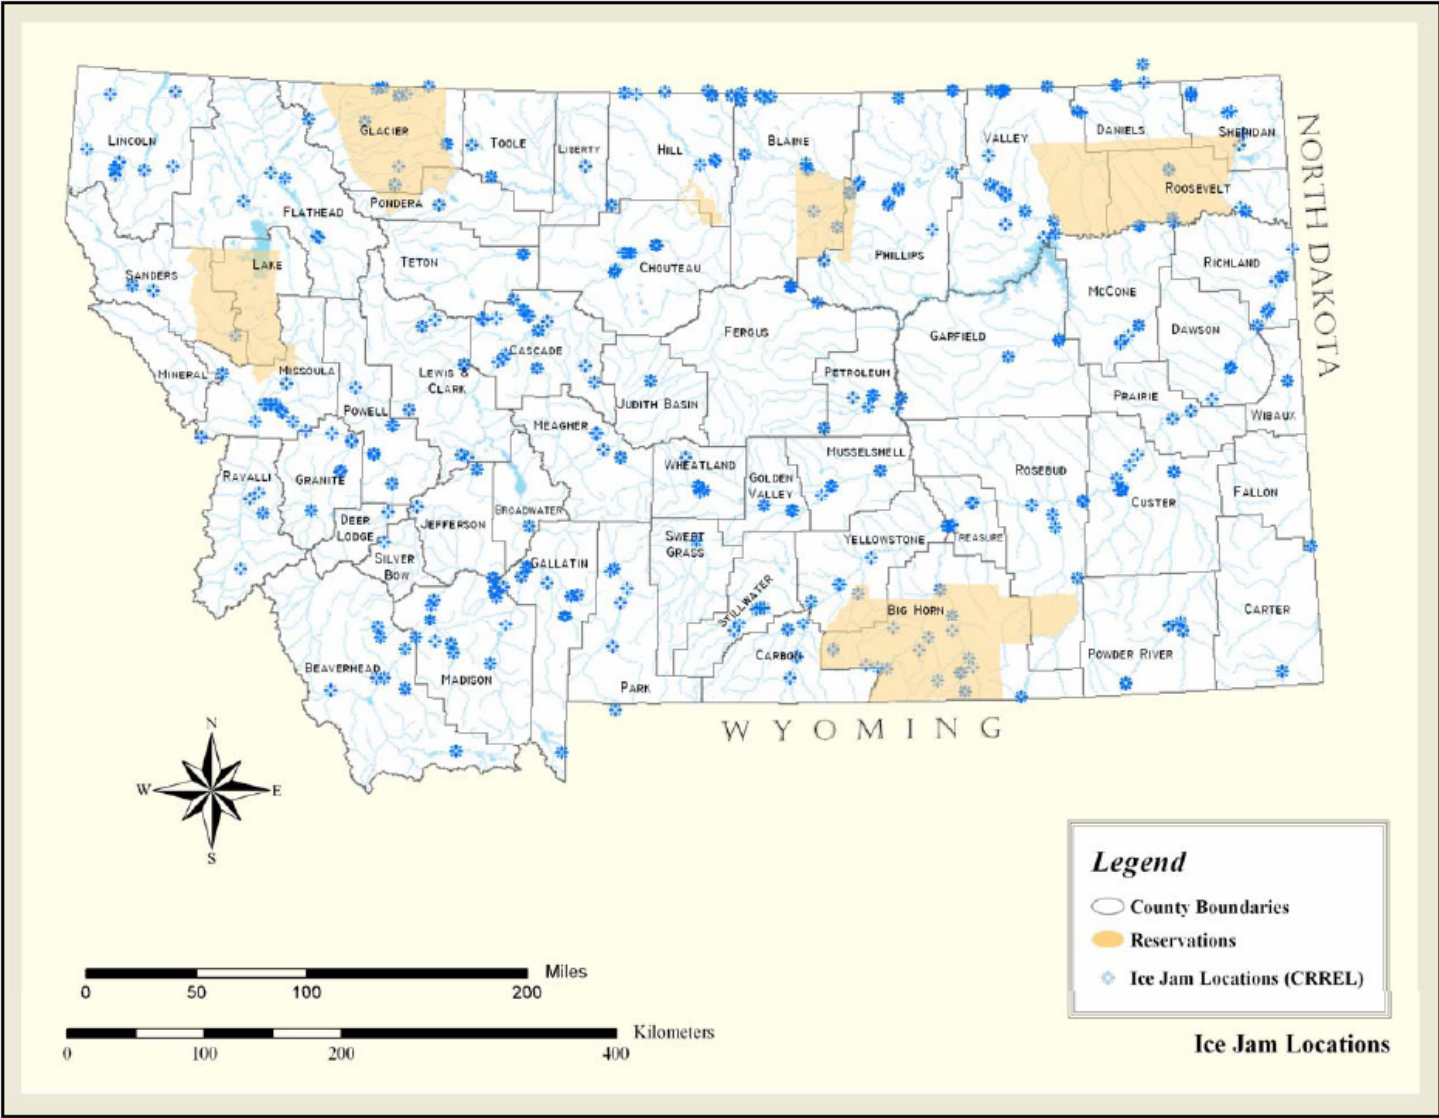 LINCOLN
GLACIER
TOOLE
LIBERTY
HILL
BLAINE
VALLEY
DANIELS
SHERIDAN
NORTH DAKOTA
FLATHEAD
PONDERA
PHILLIPS
ROOSEVELT
SANDERS
LAKE
TETON
CHOUTEAU
RICHLAND
MCCONE
MINERAL
MISSOULA
POWELL
LEWIS &
CLARK
CASCADE
FERGUS
GARFIELD
DAWSON
JUDITH BASIN
PETROLEUM
PRAIRIE
WIBAUX
MEAGHER
RAVALLI
GRANITE
WHEATLAND
GOLDEN
VALLEY
MUSSELSHELL
ROSEBUD
CUSTER
FALLON
DEER
LODGE
JEFFERSON
BROADWATER
SILVER
BOW
GALLATIN
SWEET
GRASS
STILLWATER
YELLOWSTONE
TREASURE
BIG HORN
CARTER
BEAVERHEAD
MADISON
PARK
CARBON
POWDER RIVER
WYOMING
N
W
E
S
Legend
County Boundaries
Reservations
Ice Jam Locations (CRREL)
Miles
0 50 100 200
Kilometers
0 100 200 400
Ice Jam Locations